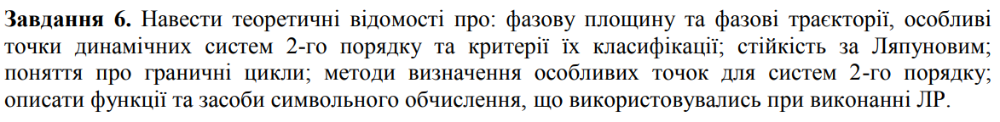 Завдання 6. Навести теоретичні відомості про: фазову площину та фазові траєкторії, особливі
точки динамічних систем 2-го порядку та критерії їх класифікації; стійкість за Ляпуновим;
поняття про граничні цикли; методи визначення особливих точок для систем 2-го порядку;
описати функції та засоби символьного обчислення, що використовувались при виконанні ЛР.